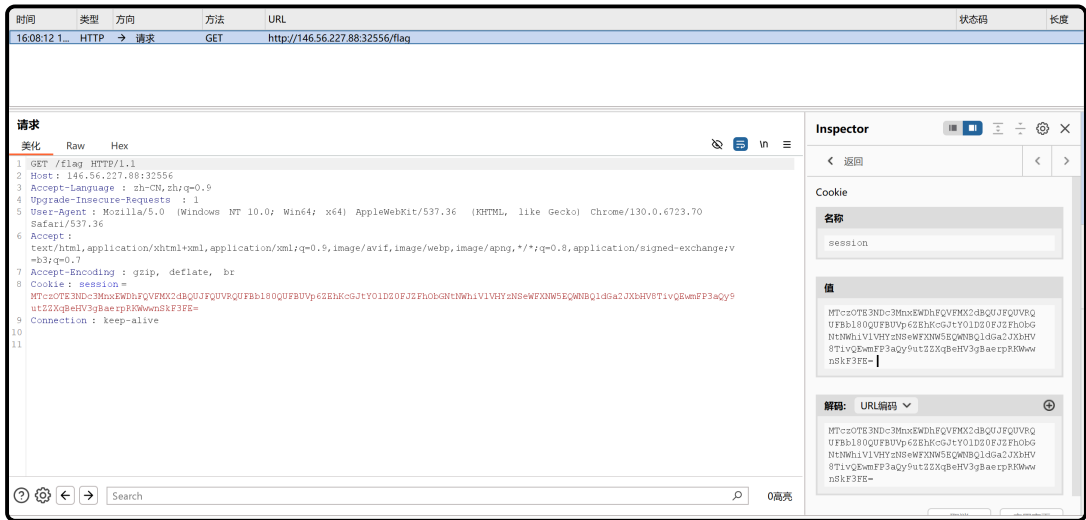 时间 类型 方向 方法 URL 状态码 长度
16:08:12 1... HTTP → 请求 GET http://146.56.227.88:32556/flag
请求
美化 Raw Hex
\n
1 GET /flag HTTP/1.1
2 Host: 146.56.227.88:32556
3 Accept-Language : zh-CN,zh;q=0.9
4 Upgrade-Insecure-Requests : 1
5 User-Agent : Mozilla/5.0 (Windows NT 10.0; Win64; x64) AppleWebKit/537.36 (KHTML, like Gecko) Chrome/130.0.6723.70
Safari/537.36
6 Accept :
text/html,application/xhtml+xml,application/xml;q=0.9,image/avif,image/webp,image/apng,*/*;q=0.8,application/signed-exchange;v
=b3;q=0.7
7 Accept-Encoding : gzip, deflate, br
8 Cookie : session =
MTczOTE3NDc3MnxEWDhFQVFMX2dBQUJFQUVRQUFBb180QUFBUVp6ZEhKcGJtY01DZ0FJZFhObGNtNWhiV1VHYzNSeWFXNW5EQWNBQldGa2JXbHV8TivQEwmFP3aQy9
utZZXqBeHV3gBaerpRKWwwnSkF3FE=
9 Connection : keep-alive
10
11
Search
0高亮
Inspector
返回
Cookie
名称
session
值
MTczOTE3NDc3MnxEWDhFQVFMX2dBQUJFQUVRQ
UFBb180QUFBUVp6ZEhKcGJtY01DZ0FJZFhObG
NtNWhiV1VHYzNSeWFXNW5EQWNBQldGa2JXbHV
8TivQEwmFP3aQy9utZZXqBeHV3gBaerpRKWww
nSkF3FE=
解码: URL编码
MTczOTE3NDc3MnxEWDhFQVFMX2dBQUJFQUVRQ
UFBb180QUFBUVp6ZEhKcGJtY01DZ0FJZFhObG
NtNWhiV1VHYzNSeWFXNW5EQWNBQldGa2JXbHV
8TivQEwmFP3aQy9utZZXqBeHV3gBaerpRKWww
nSkF3FE=